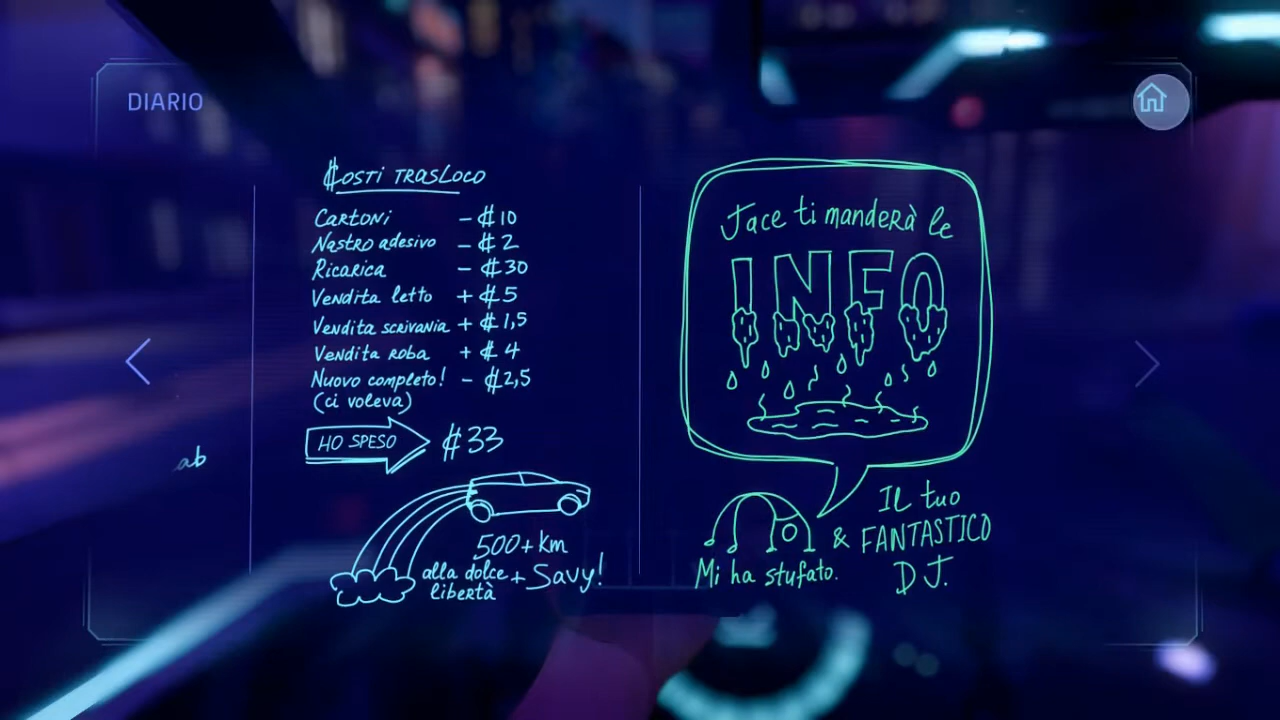 DIARIO
₵OSTI TRASLOCO
CARTONI - ₵10
NASTRO adesivo - ₵ 2
RICARICA - ₵30
Vendita letto + ₵ 5
Vendita scrivania + ₵ 1,5
Vendita roba + ₵ 4
Nuovo completo! - ₵2,5
(ci voleva)
HO SPESO ₵33
500+km
alla dolce + Savy!
libertà
Jace ti manderà le
INFO
Il tuo
& FANTASTICO
DJ.
Mi ha stufato.